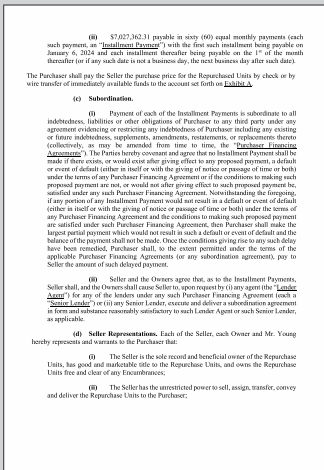 (ii) $7,027,362.31 payable in sixty (60) equal monthly payments (each
such payment, an "Installment Payment") with the first such installment being payable on
January 6, 2024 and each installment thereafter being payable on the 1st of the month
thereafter (or if any such date is not a business day, the next business day after such date).
The Purchaser shall pay the Seller the purchase price for the Repurchased Units by check or by
wire transfer of immediately available funds to the account set forth on Exhibit A.
(c) Subordination.
(i) Payment of each of the Installment Payments is subordinate to all
indebtedness, liabilities or other obligations of Purchaser to any third party under any
agreement evidencing or restricting any indebtedness of Purchaser including any existing
or future indebtedness, supplements, amendments, restatements, or replacements thereto
(collectively, as may be amended from time to time, the "Purchaser Financing
Agreements"). The Parties hereby covenant and agree that no Installment Payment shall be
made if there exists, or would exist after giving effect to any proposed payment, a default
or event of default (either in itself or with the giving of notice or passage of time or both)
under the terms of any Purchaser Financing Agreement or if the conditions to making such
proposed payment are not, or would not after giving effect to such proposed payment be,
satisfied under any such Purchaser Financing Agreement. Notwithstanding the foregoing,
if any portion of any Installment Payment would not result in a default or event of default
(either in itself or with the giving of notice or passage of time or both) under the terms of
any Purchaser Financing Agreement and the conditions to making such proposed payment
are satisfied under such Purchaser Financing Agreement, then Purchaser shall make the
largest partial payment which would not result in such a default or event of default and the
balance of the payment shall not be made. Once the conditions giving rise to any such delay
have been remedied, Purchaser shall, to the extent permitted under the terms of the
applicable Purchaser Financing Agreements (or any subordination agreement), pay to
Seller the amount of such delayed payment.
(ii) Seller and the Owners agree that, as to the Installment Payments,
Seller shall, and the Owners shall cause Seller to, upon request by (i) any agent (the "Lender
Agent") for any of the lenders under any such Purchaser Financing Agreement (each a
"Senior Lender") or (ii) any Senior Lender, execute and deliver a subordination agreement
in form and substance reasonably satisfactory to such Lender Agent or such Senior Lender,
as applicable.
(d) Seller Representations. Each of the Seller, each Owner and Mr. Young
hereby represents and warrants to the Purchaser that:
(i) The Seller is the sole record and beneficial owner of the Repurchase
Units, has good and marketable title to the Repurchase Units, and owns the Repurchase
Units free and clear of any Encumbrances;
(ii) The Seller has the unrestricted power to sell, assign, transfer, convey
and deliver the Repurchase Units to the Purchaser;